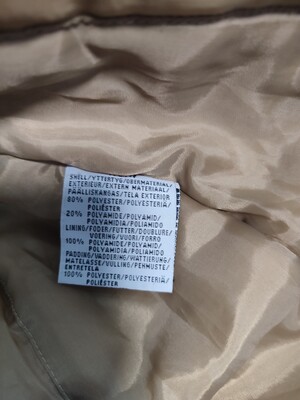 SHELL/YTTERTYG/OBERMATERIAL/
EXTERIEUR/EXTERN MATERIAAL/
PÄÄLLISKANGAS/TELA EXTERIOR
80% POLYESTER/POLYESTERIA/
POLIÉSTER
20% POLYAMIDE/POLYAMID/
POLYAMIDIA/POLIAMIDO
LINING/FODER/FUTTER/DOUBLURE/
VOERING/VUORI/FORRO
100% POLYAMIDE/POLYAMID/
POLYAMIDIA/POLIAMIDO
PADDING/VADDERING/WATTIERUNG/
MATELASSE/VULLING/PEHMUSTE/
ENTRETELA
100% POLYESTER/POLYESTERIA/
POLIÉSTER